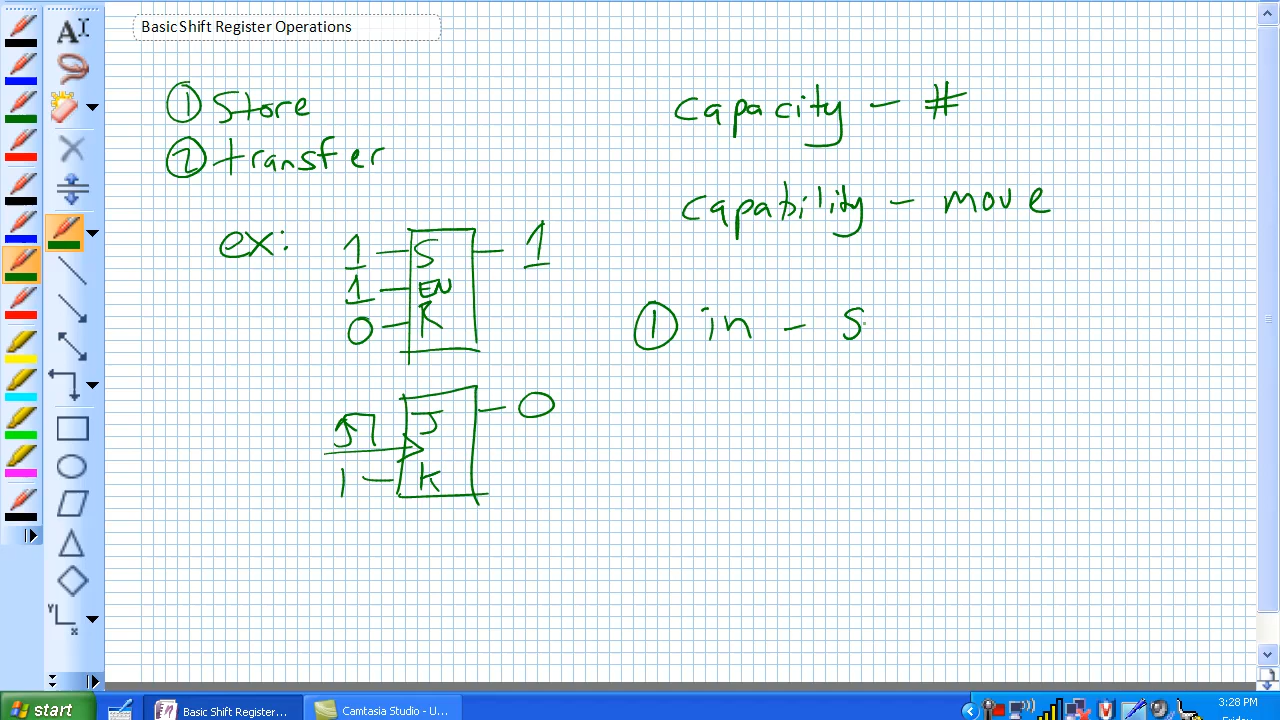 Basic Shift Register Operations
① Store
② transfer
capacity - #
capability - move
ex:
1 S 1
1 EN
0 R
① in - s
J 0
1 K
start
Basic Shift Register...
Camtasia Studio - U...
3:28 PM
Friday